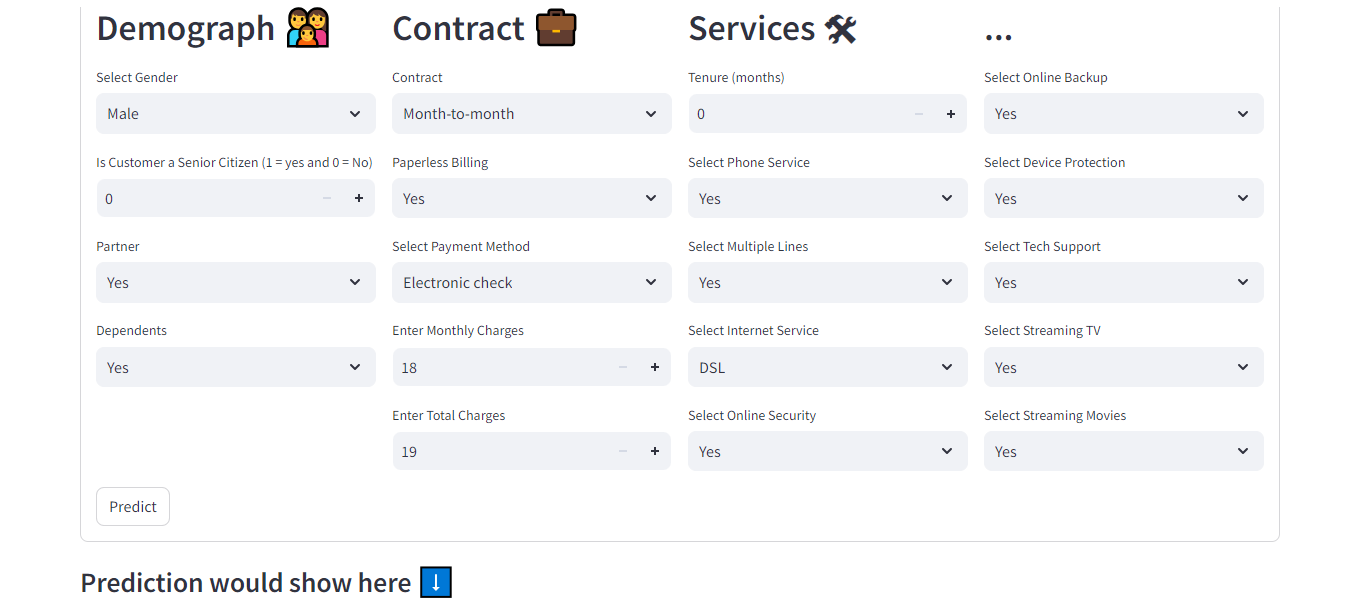 Demograph
Select Gender
Male
Is Customer a Senior Citizen (1 = yes and 0 = No)
0
Partner
Yes
Dependents
Yes
Contract
Contract
Month-to-month
Paperless Billing
Yes
Select Payment Method
Electronic check
Enter Monthly Charges
18
Enter Total Charges
19
Services
Tenure (months)
0
Select Phone Service
Yes
Select Multiple Lines
Yes
Select Internet Service
DSL
Select Online Security
Yes
...
Select Online Backup
Yes
Select Device Protection
Yes
Select Tech Support
Yes
Select Streaming TV
Yes
Select Streaming Movies
Yes
Predict
Prediction would show here